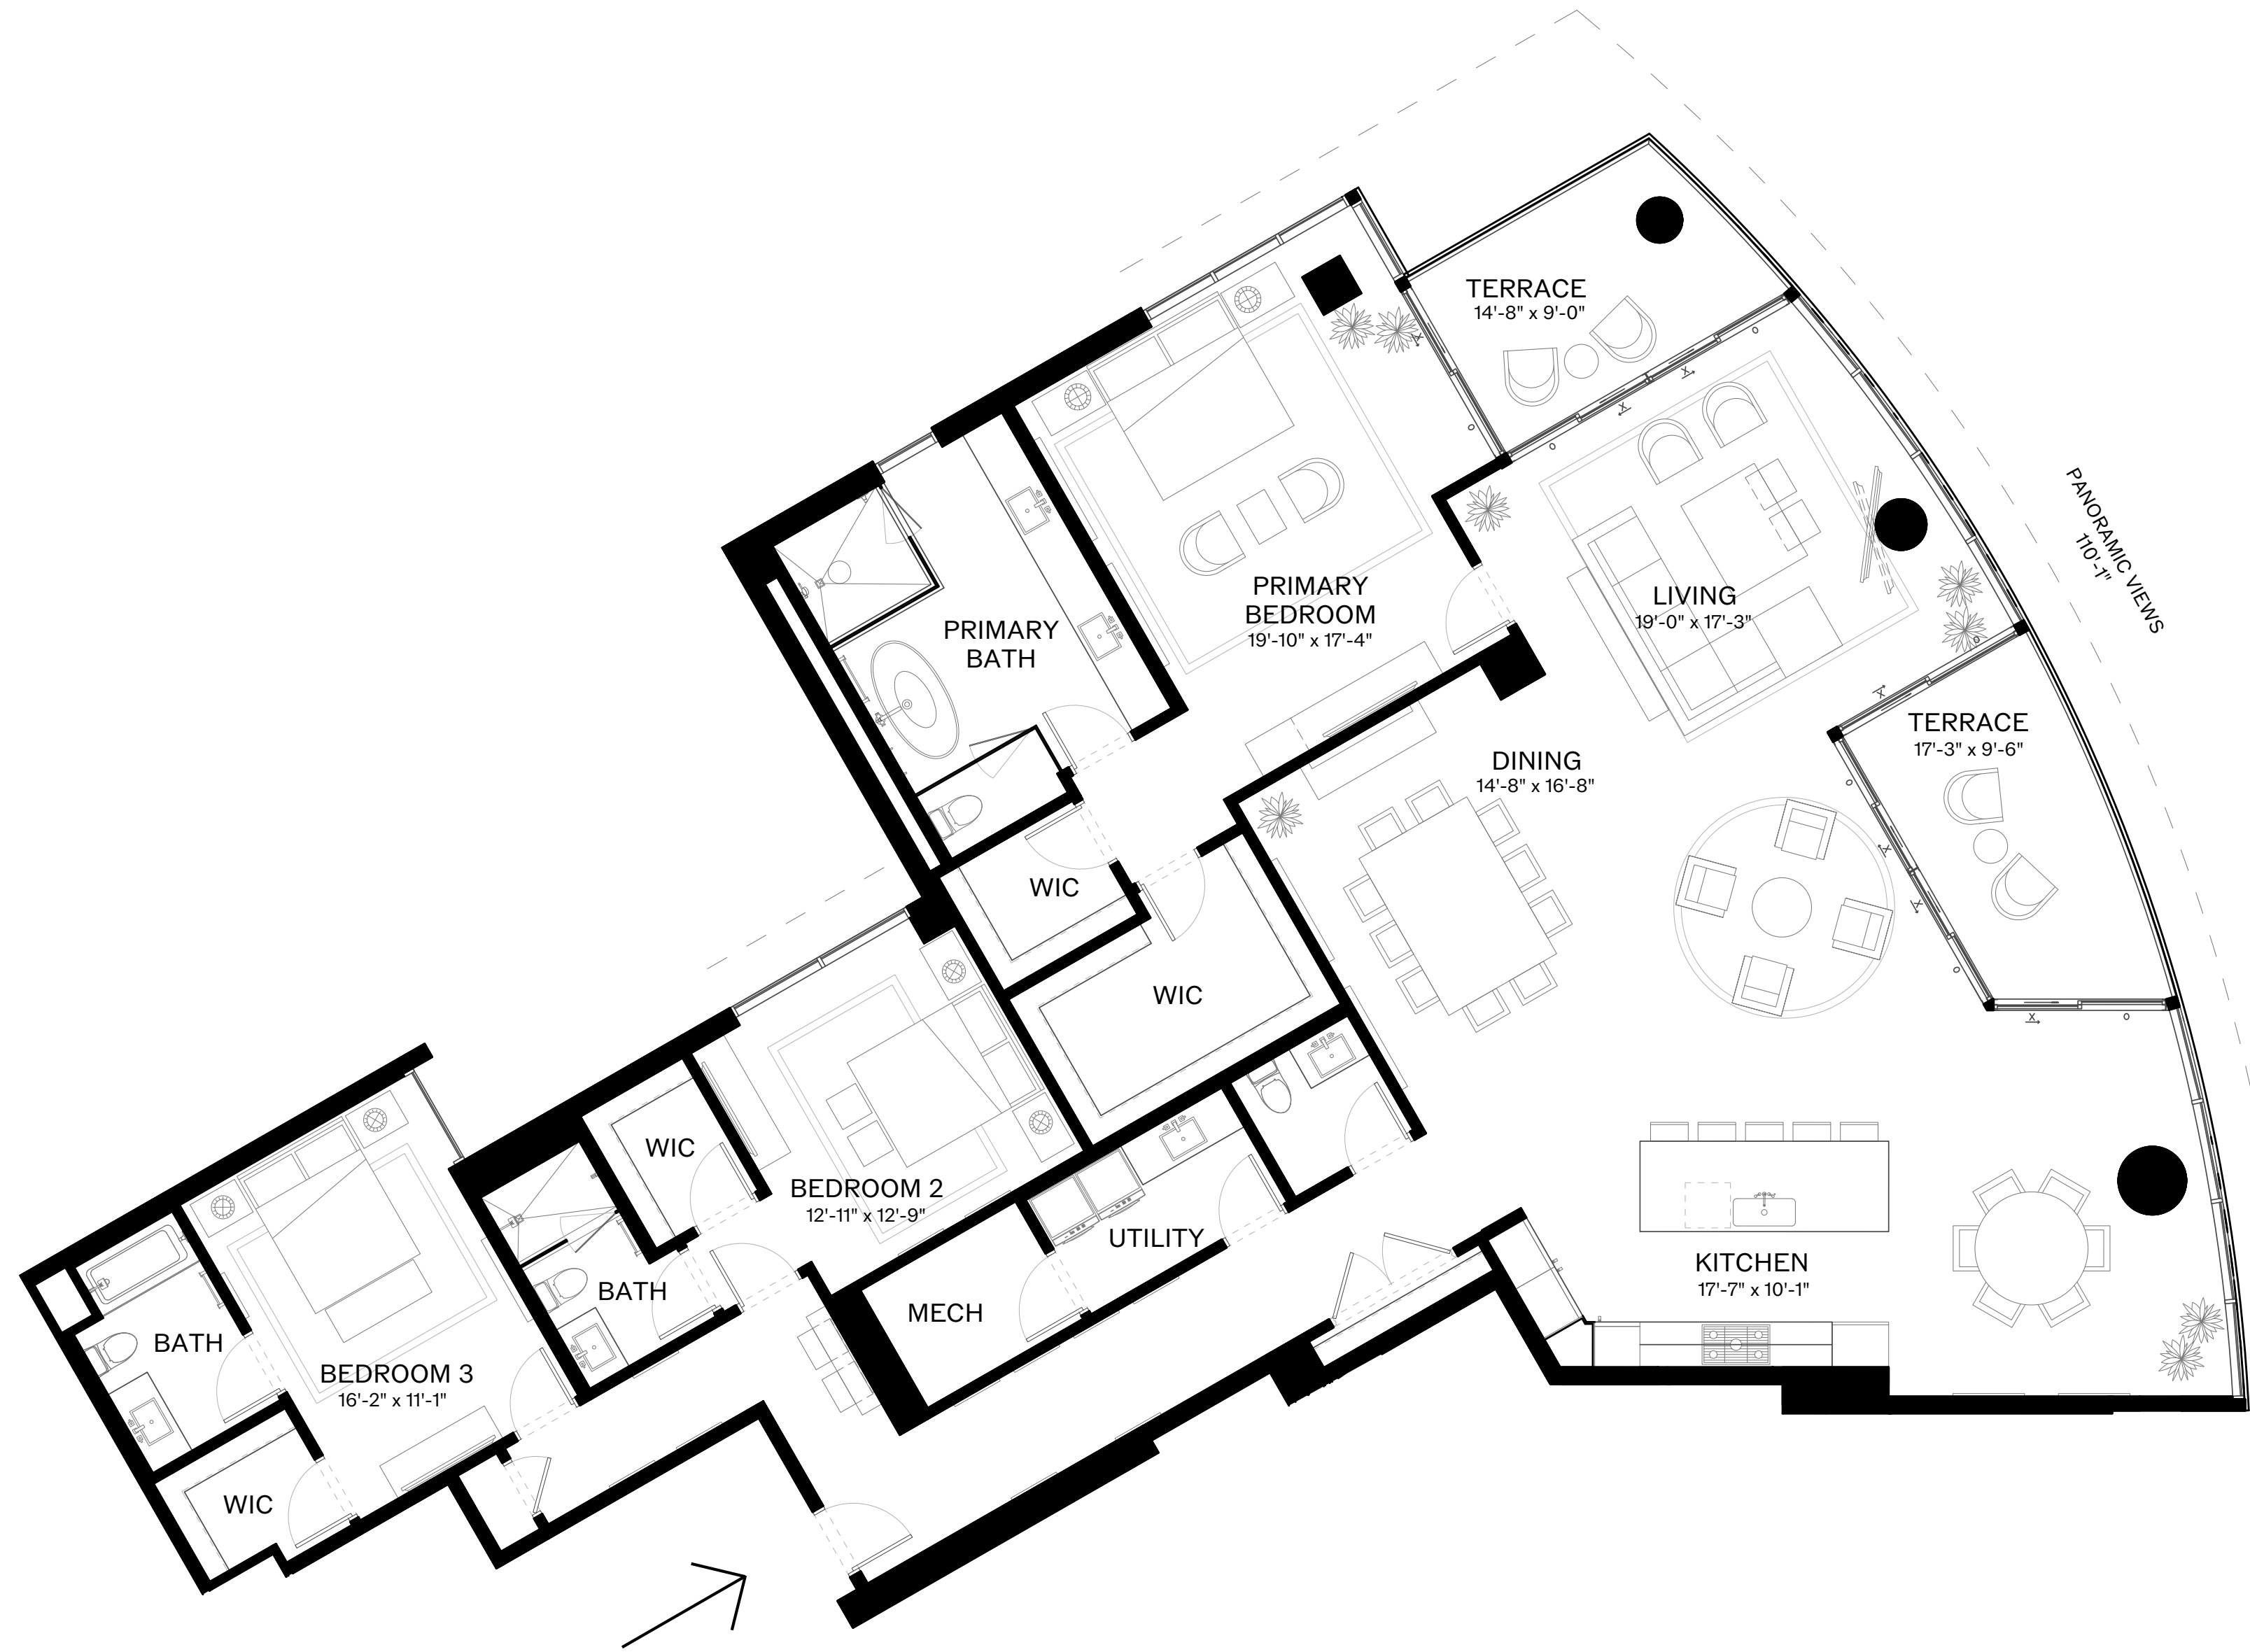 TERRACE
14'-8" x 9'-0"
PANORAMIC VIEWS
110'-1"
PRIMARY
BEDROOM
19'-10" x 17'-4"
LIVING
19'-0" x 17'-3"
PRIMARY
BATH
TERRACE
17'-3" x 9'-6"
DINING
14'-8" x 16'-8"
WIC
WIC
WIC
BEDROOM 2
12'-11" x 12'-9"
UTILITY
KITCHEN
17'-7" x 10'-1"
BATH
MECH
BATH
BEDROOM 3
16'-2" x 11'-1"
WIC
X
O
O
X
X
O
O
X
O
X
X
O
X
O